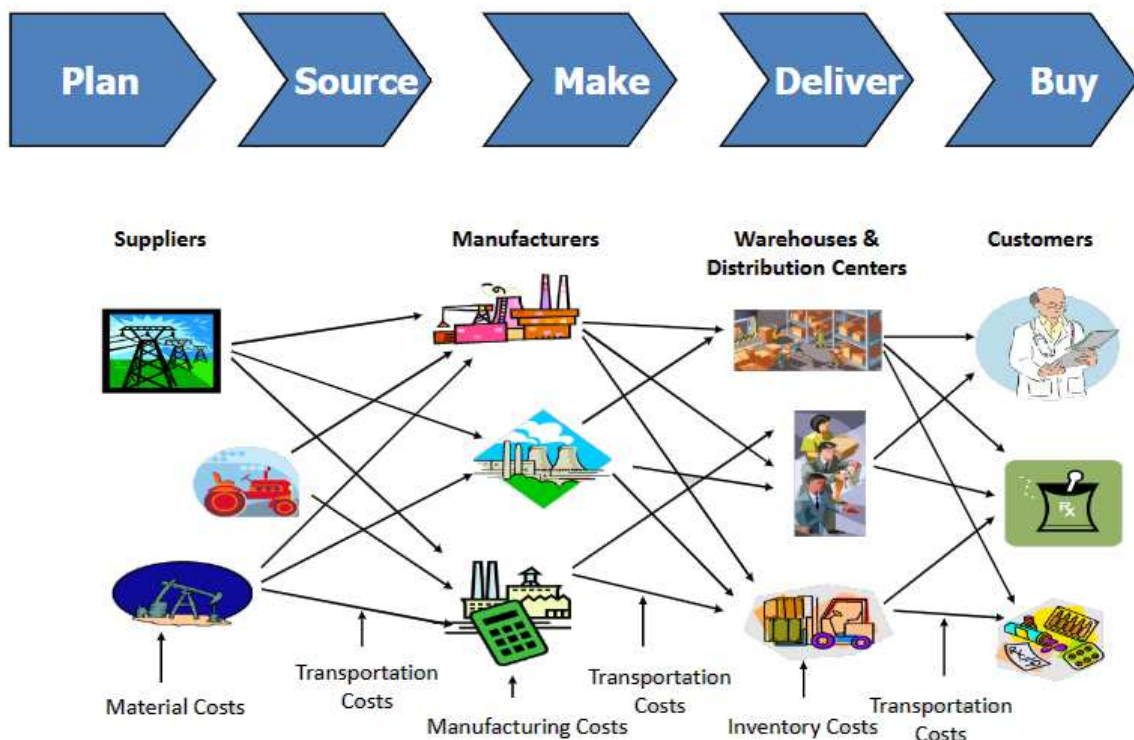 Plan
Source
Make
Deliver
Buy
Suppliers
Manufacturers
Warehouses &
Distribution Centers
Customers
Rx
Material Costs
Transportation
Costs
Manufacturing Costs
Transportation
Costs
Inventory Costs
Transportation
Costs